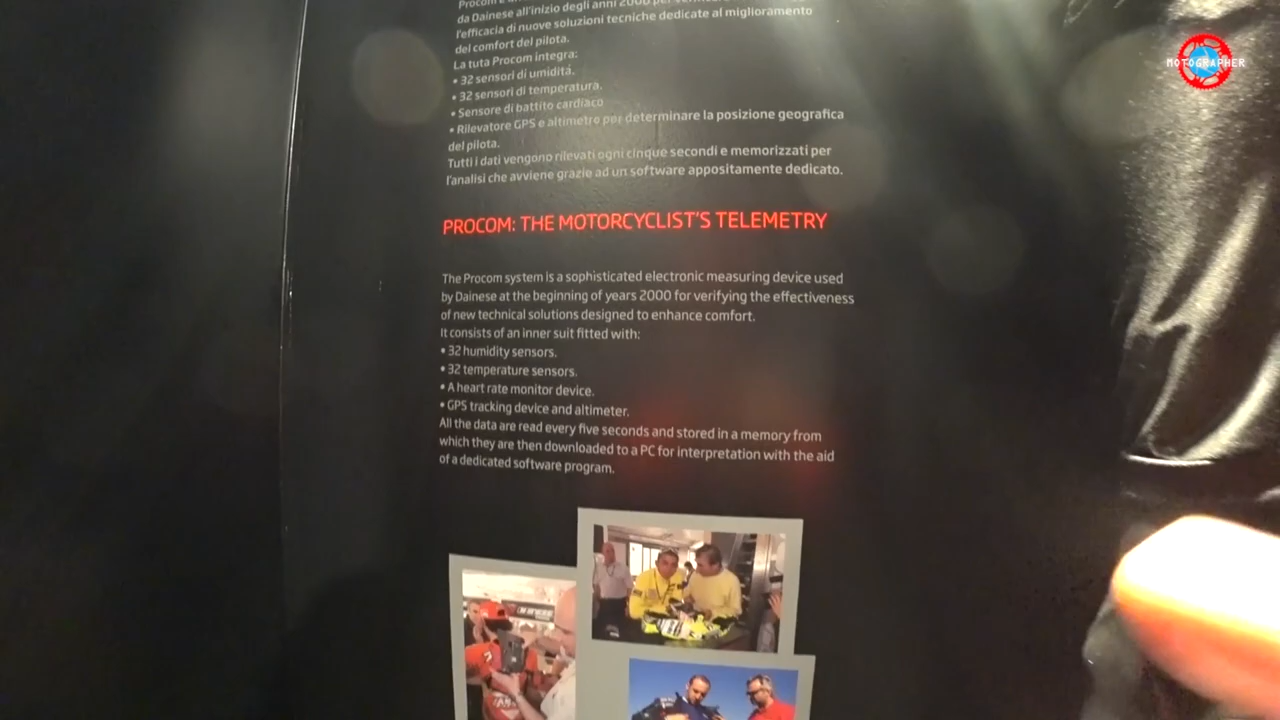 da Dainese all'inizio degli anni 2000 per
l'efficacia di nuove soluzioni tecniche dedicate al miglioramento
del comfort del pilota.
La tuta Procom integra:
• 32 sensori di umiditá.
• 32 sensori di temperatura.
• Sensore di battito cardiaco
• Rilevatore GPS e altimetro per determinare la posizione geografica
del pilota.
Tutti i dati vengono rilevati ogni cinque secondi e memorizzati per
l'analisi che avviene grazie ad un software appositamente dedicato.
PROCOM: THE MOTORCYCLIST'S TELEMETRY
The Procom system is a sophisticated electronic measuring device used
by Dainese at the beginning of years 2000 for verifying the effectiveness
of new technical solutions designed to enhance comfort.
It consists of an inner suit fitted with:
• 32 humidity sensors.
• 32 temperature sensors.
• A heart rate monitor device.
• GPS tracking device and altimeter.
All the data are read every five seconds and stored in a memory from
which they are then downloaded to a PC for interpretation with the aid
of a dedicated software program.
MOTOGRAPHER